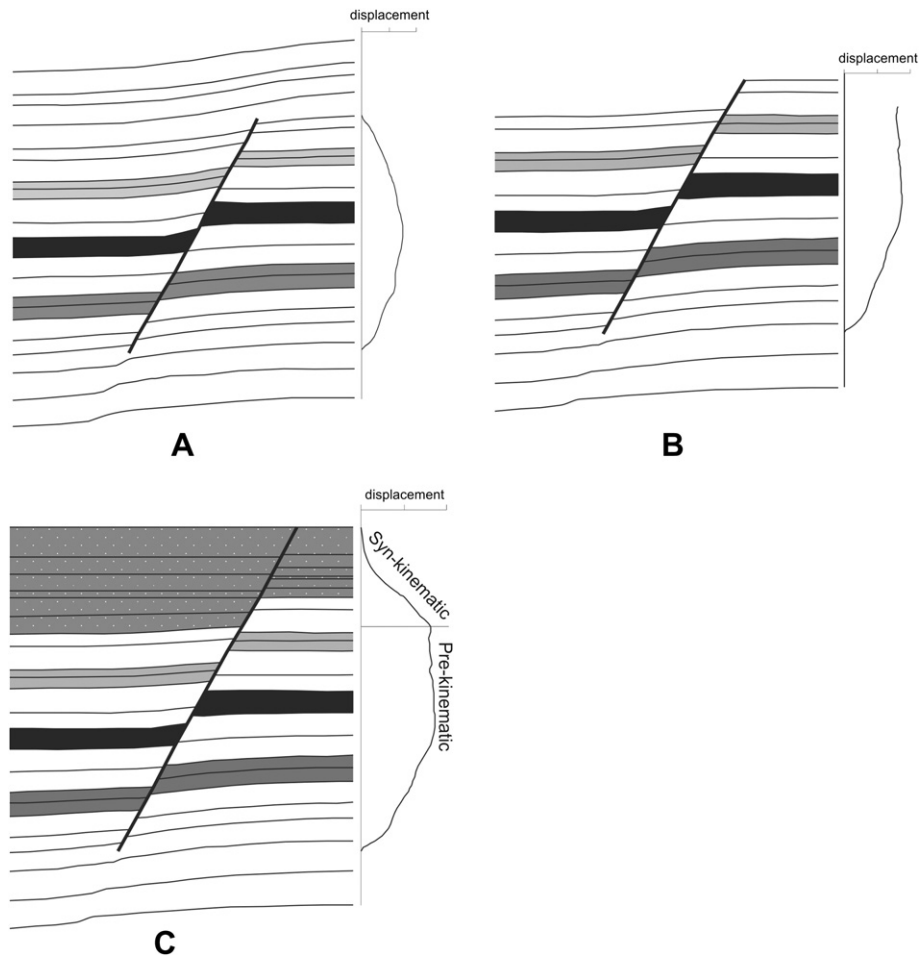 displacement
A
displacement
B
displacement
Syn-kinematic
Pre-kinematic
C